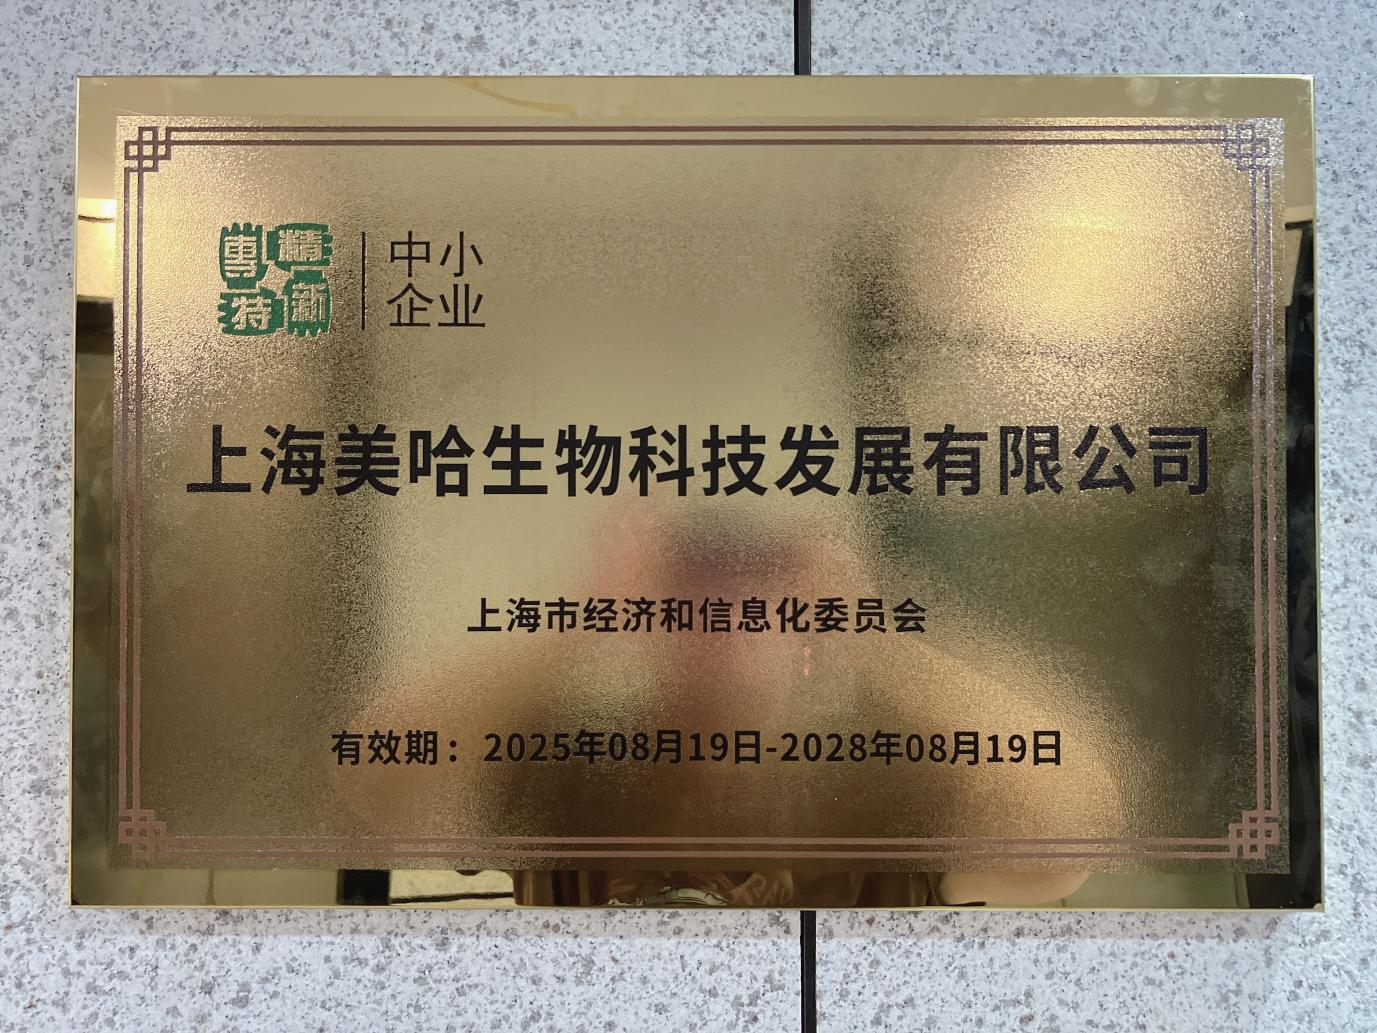 專精
特新
中小
企业
上海美哈生物科技发展有限公司
上海市经济和信息化委员会
有效期：2025年08月19日-2028年08月19日